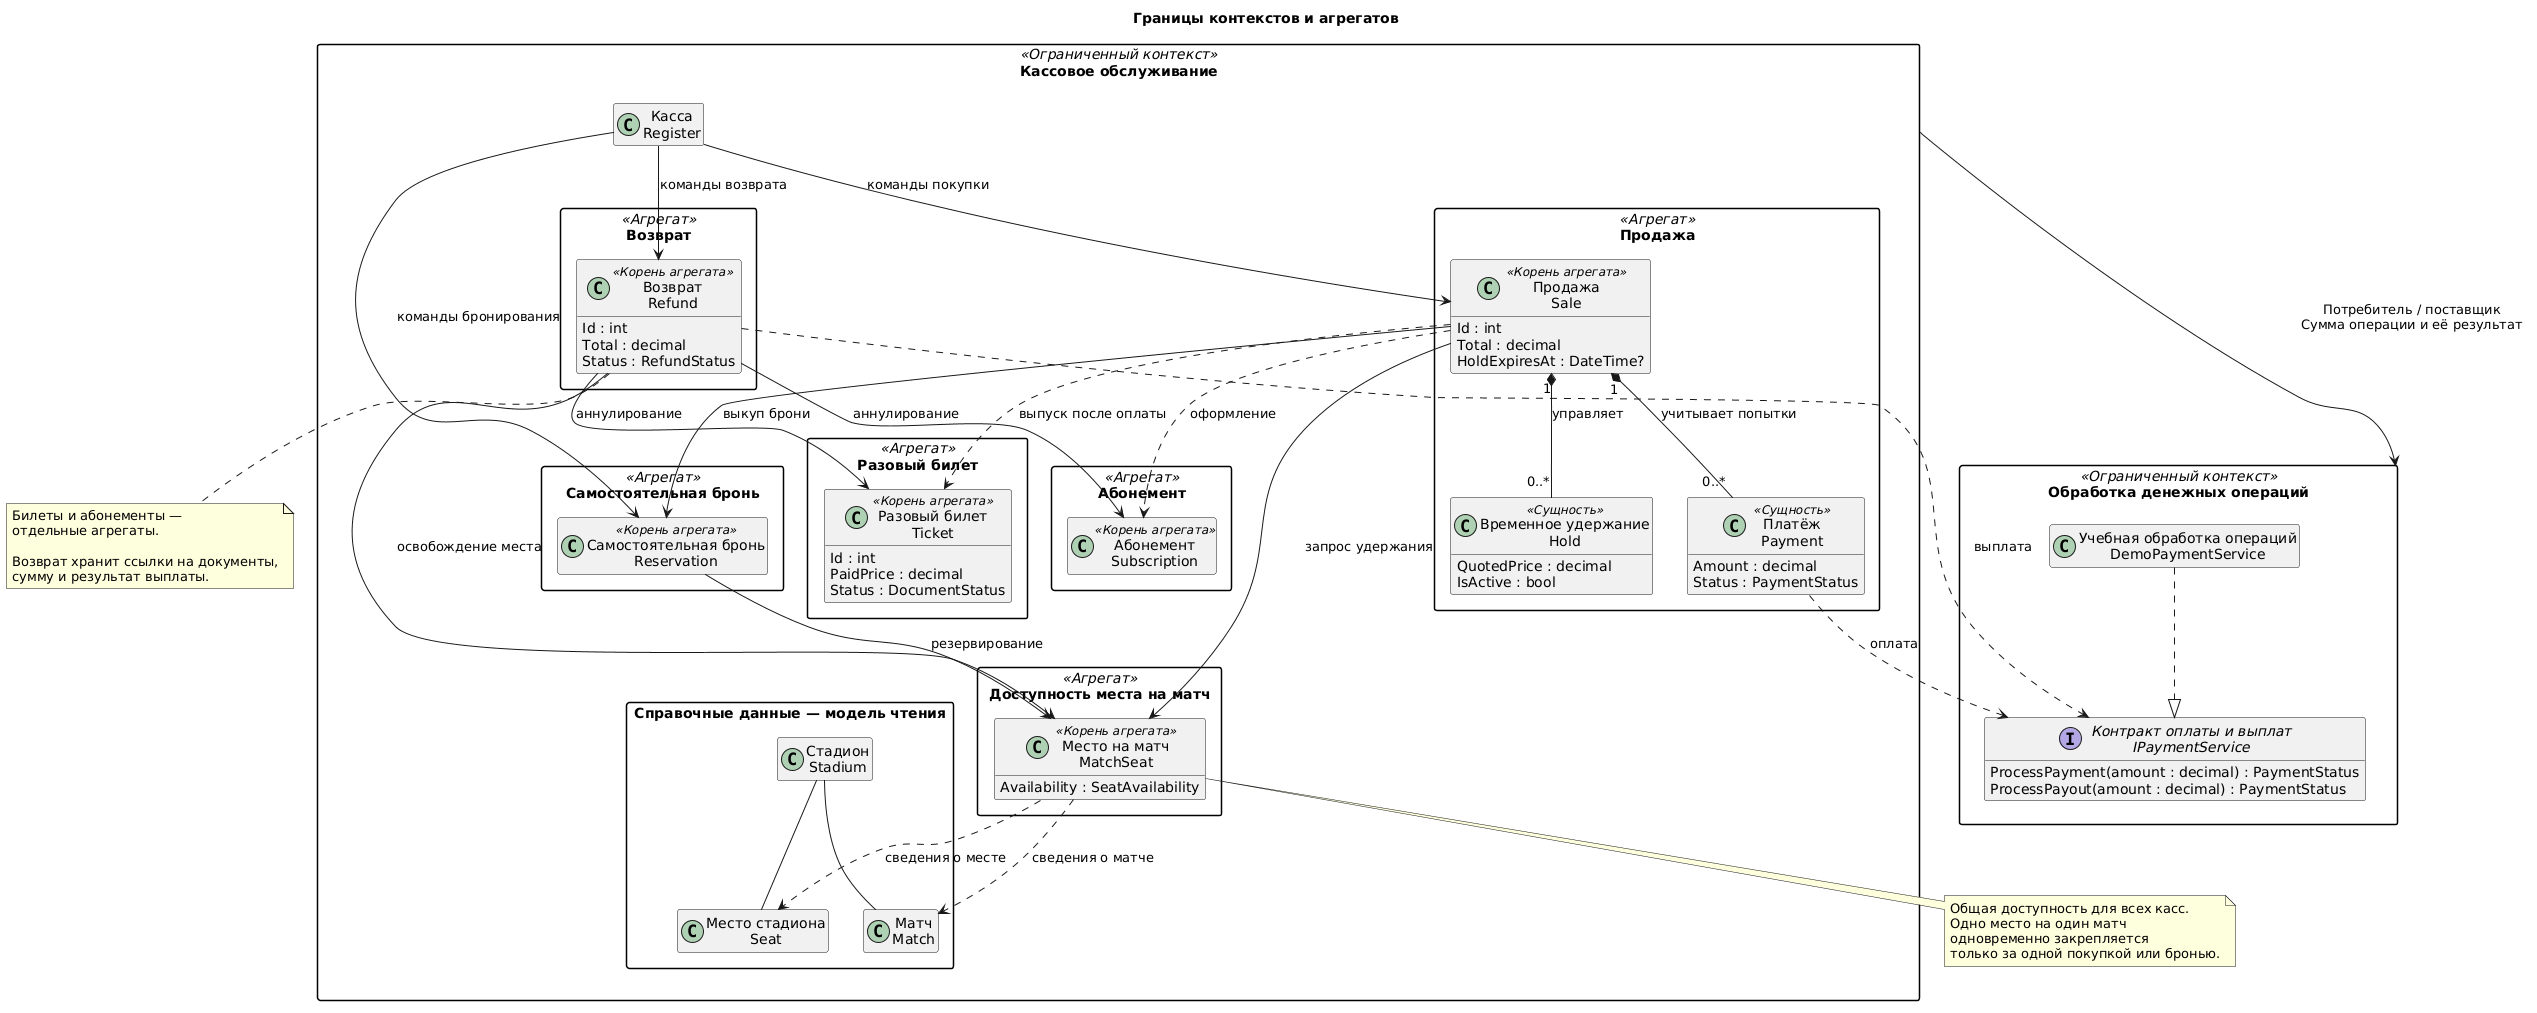 Границы контекстов и агрегатов
«Ограниченный контекст»
Кассовое обслуживание
C
Касса
Register
команды возврата
команды покупки
«Агрегат»
Возврат
«Агрегат»
Продажа
C
«Корень агрегата»
Возврат
Refund
Id : int
Total : decimal
Status : RefundStatus
C
«Корень агрегата»
Продажа
Sale
Id : int
Total : decimal
HoldExpiresAt : DateTime?
команды бронирования
Потребитель / поставщик
Сумма операции и её результат
1
1
аннулирование
выкуп брони
аннулирование
выпуск после оплаты
оформление
управляет
учитывает попытки
0..*
0..*
«Агрегат»
Самостоятельная бронь
C
«Корень агрегата»
Самостоятельная бронь
Reservation
«Агрегат»
Разовый билет
C
«Корень агрегата»
Разовый билет
Ticket
Id : int
PaidPrice : decimal
Status : DocumentStatus
«Агрегат»
Абонемент
C
«Корень агрегата»
Абонемент
Subscription
C
«Сущность»
Временное удержание
Hold
QuotedPrice : decimal
IsActive : bool
C
«Сущность»
Платёж
Payment
Amount : decimal
Status : PaymentStatus
«Ограниченный контекст»
Обработка денежных операций
C
Учебная обработка операций
DemoPaymentService
Билеты и абонементы —
отдельные агрегаты.
Возврат хранит ссылки на документы,
сумму и результат выплаты.
освобождение места
запрос удержания
выплата
резервирование
оплата
«Агрегат»
Доступность места на матч
C
«Корень агрегата»
Место на матч
MatchSeat
Availability : SeatAvailability
Справочные данные — модель чтения
C
Стадион
Stadium
I
Контракт оплаты и выплат
IPaymentService
ProcessPayment(amount : decimal) : PaymentStatus
ProcessPayout(amount : decimal) : PaymentStatus
сведения о месте
сведения о матче
C
Место стадиона
Seat
C
Матч
Match
Общая доступность для всех касс.
Одно место на один матч
одновременно закрепляется
только за одной покупкой или бронью.